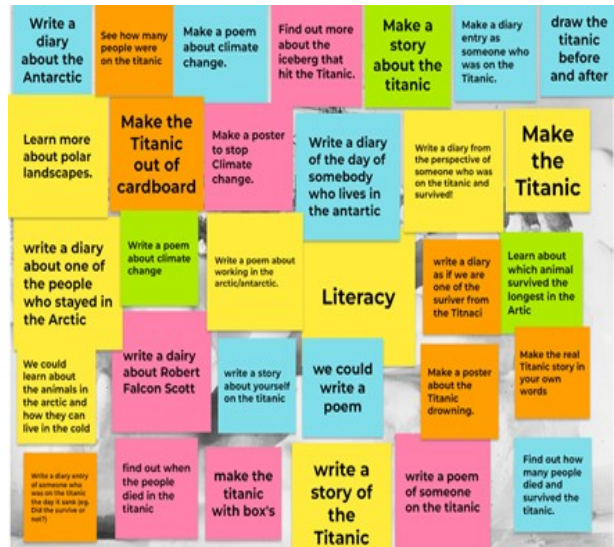 Write a
diary
about the
Antarctic
See how many
people were
on the titanic
Make a poem
about climate
change.
Find out more
about the
iceberg that
hit the Titanic.
Make a
story
about the
titanic
Make a diary
entry as
someone who
was on the
Titanic.
draw the
titanic
before
and after
Learn more
about polar
landscapes.
Make the
Titanic
out of
cardboard
Make a poster
to stop
Climate
change.
Write a diary
of the day of
somebody
who lives in
the antartic
Write a diary from
the perspective of
someone who was
on the titanic and
survived!
Make
the
Titanic
write a diary
about one of
the people
who stayed in
the Arctic
Write a poem
about climate
change
Write a poem about
working in the
arctic/antarctic.
Literacy
write a diary
as if we are
one of the
suriver from
the Titnaci
Learn about
which animal
survived the
longest in the
Artic
We could
learn about
the animals in
the arctic and
how they can
live in the cold
write a dairy
about Robert
Falcon Scott
write a story
about yourself
on the titanic
we could
write a
poem
Make a poster
about the
Titanic
drowning.
Make the real
Titanic story in
your own
words
Write a diary entry
of someone who
was on the titanic
the day it sank (eg.
Did the survive or
not?)
find out when
the people
died in the
titanic
make the
titanic
with box's
write a
story of
the
Titanic
write a poem
of someone
on the titanic
Find out how
many people
died and
survived the
titanic.